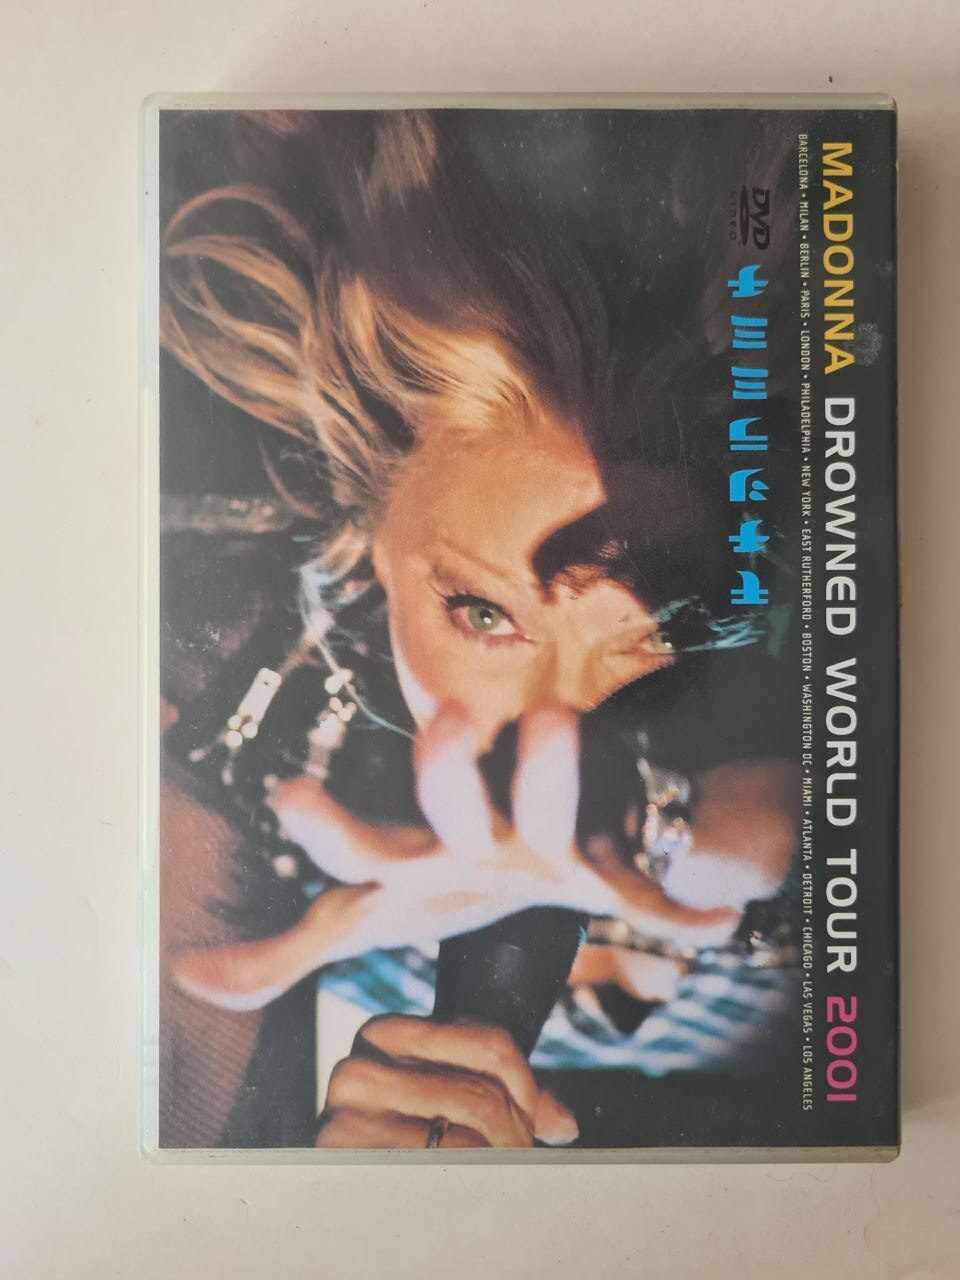 MADONNA DROWNED WORLD TOUR 2001
BARCELONA • MILAN • BERLIN • PARIS • LONDON • PHILADELPHIA • NEW YORK • EAST RUTHERFORD • BOSTON • WASHINGTON DC • MIAMI • ATLANTA • DETROIT • CHICAGO • LAS VEGAS • LOS ANGELES
DVD
VIDEO